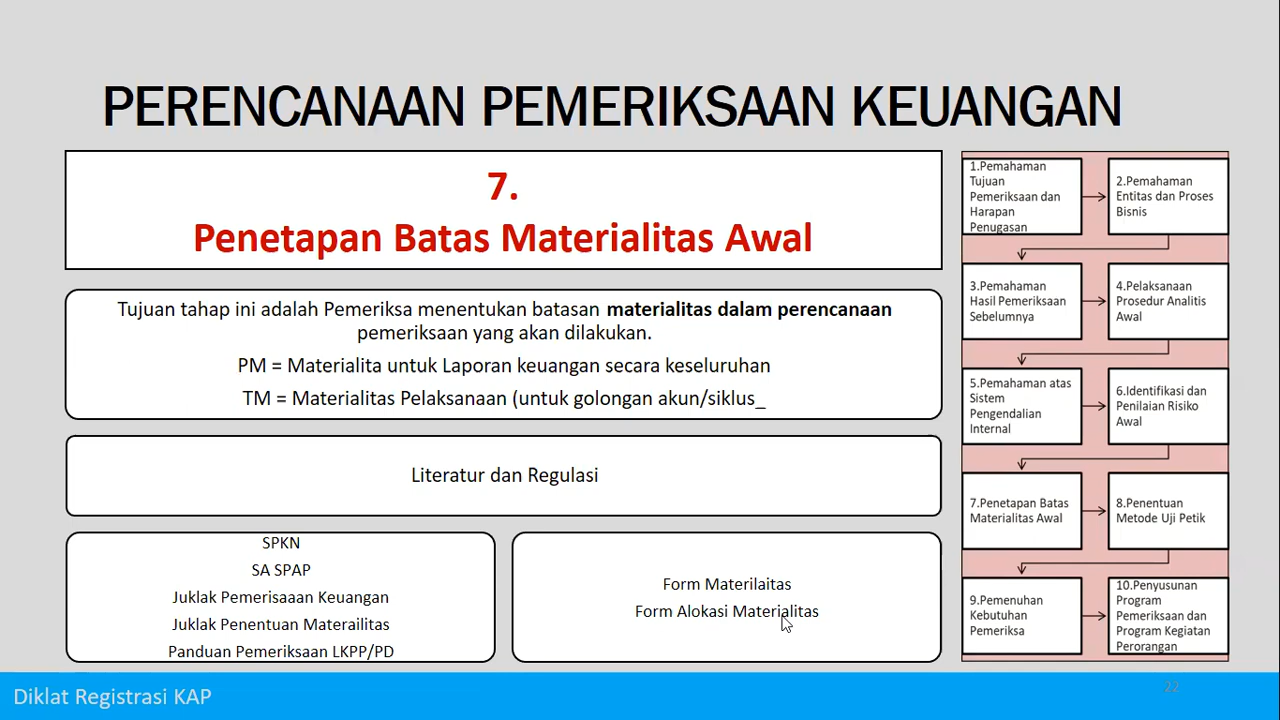 PERENCANAAN PEMERIKSAAN KEUANGAN
7.
Penetapan Batas Materialitas Awal
Tujuan tahap ini adalah Pemeriksa menentukan batasan materialitas dalam perencanaan
pemeriksaan yang akan dilakukan.
PM = Materialita untuk Laporan keuangan secara keseluruhan
TM = Materialitas Pelaksanaan (untuk golongan akun/siklus_
Literatur dan Regulasi
SPKN
SA SPAP
Juklak Pemerisaaan Keuangan
Juklak Penentuan Materailitas
Panduan Pemeriksaan LKPP/PD
Form Materilaitas
Form Alokasi Materialitas
1.Pemahaman
Tujuan
Pemeriksaan dan
Harapan
Penugasan
2.Pemahaman
Entitas dan Proses
Bisnis
3.Pemahaman
Hasil Pemeriksaan
Sebelumnya
4.Pelaksanaan
Prosedur Analitis
Awal
5.Pemahaman atas
Sistem
Pengendalian
Internal
6.Identifikasi dan
Penilaian Risiko
Awal
7.Penetapan Batas
Materialitas Awal
8.Penentuan
Metode Uji Petik
9.Pemenuhan
Kebutuhan
Pemeriksa
10.Penyusunan
Program
Pemeriksaan dan
Program Kegiatan
Perorangan
Diklat Registrasi KAP
22